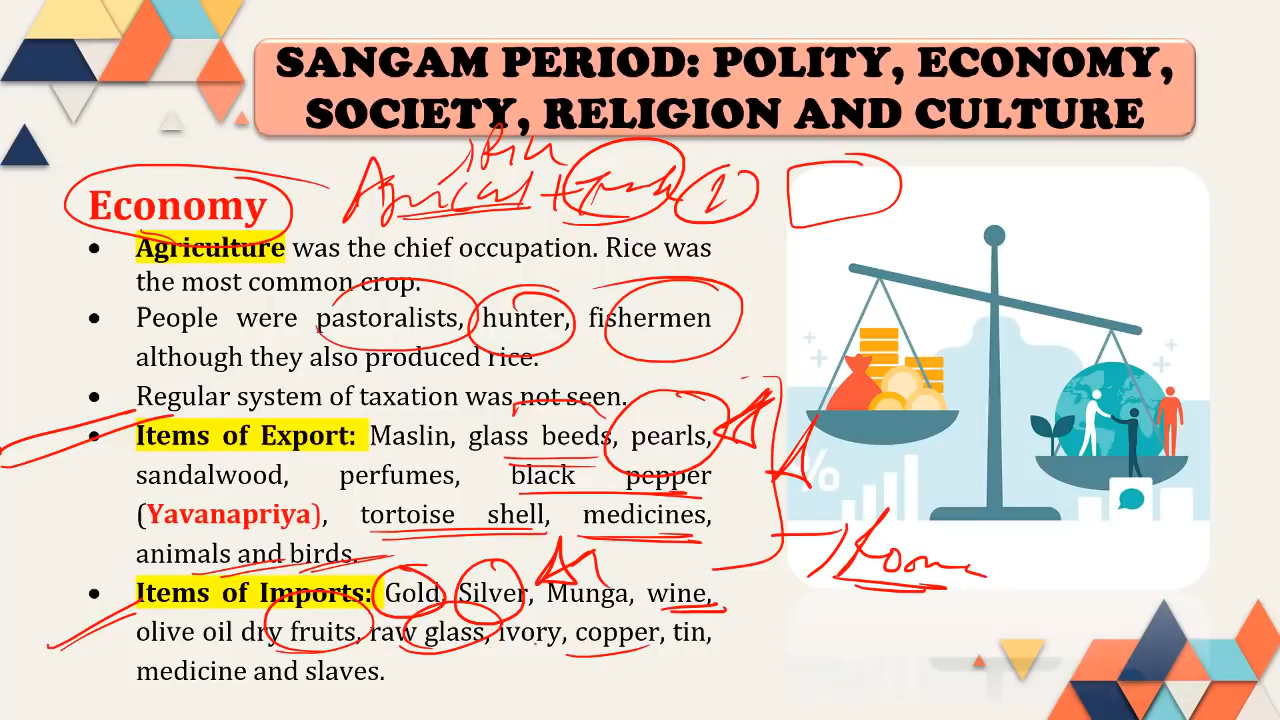 SANGAM PERIOD: POLITY, ECONOMY,
SOCIETY, RELIGION AND CULTURE
Economy
• Agriculture was the chief occupation. Rice was
the most common crop.
• People were pastoralists, hunter, fishermen
although they also produced rice.
• Regular system of taxation was not seen.
• Items of Export: Maslin, glass beeds, pearls,
sandalwood, perfumes, black pepper
(Yavanapriya), tortoise shell, medicines,
animals and birds.
• Items of Imports: Gold, Silver, Munga, wine,
olive oil dry fruits, raw glass, ivory, copper, tin,
medicine and slaves.
%